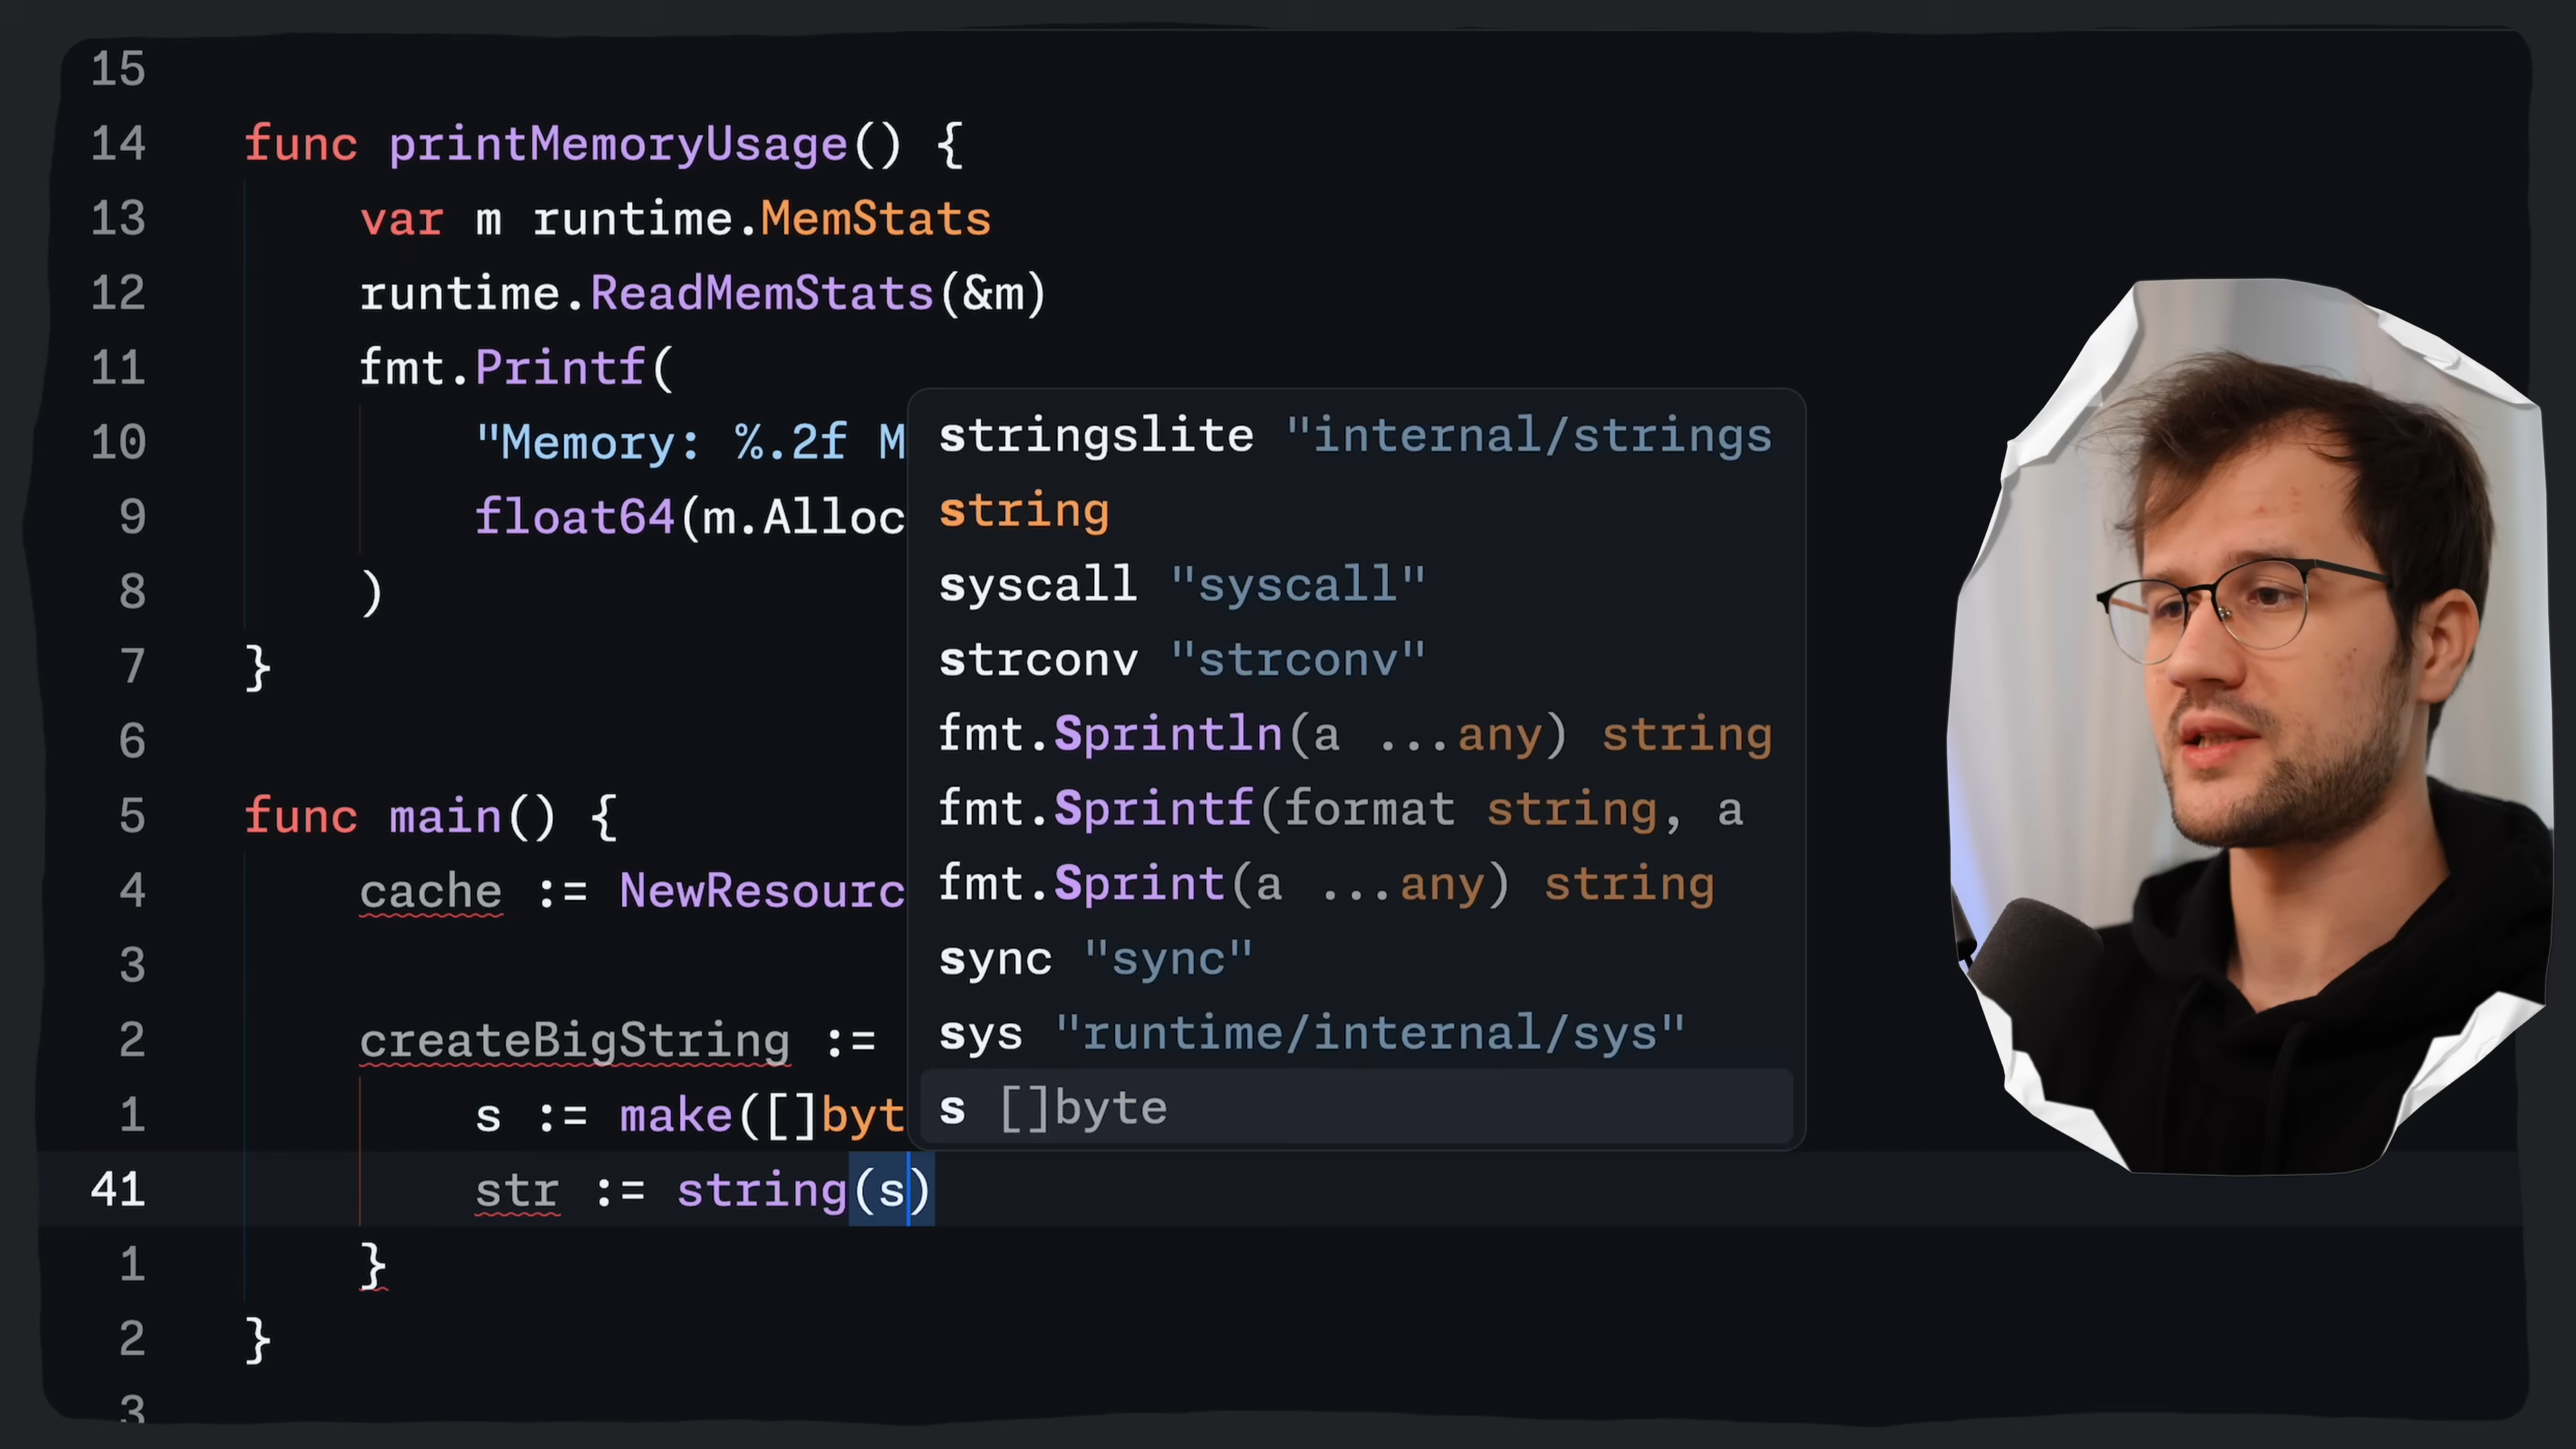 15
14 func printMemoryUsage() {
13 var m runtime.MemStats
12 runtime.ReadMemStats(&m)
11 fmt.Printf(
10 "Memory: %.2f M
9 float64(m.Alloc
8 )
7 }
6
5 func main() {
4 cache := NewResourc
3
2 createBigString :=
1 s := make([]byt
41 str := string(s)
1 }
2 }
3
stringslite "internal/strings
string
syscall "syscall"
strconv "strconv"
fmt.Sprintln(a ...any) string
fmt.Sprintf(format string, a
fmt.Sprint(a ...any) string
sync "sync"
sys "runtime/internal/sys"
s []byte